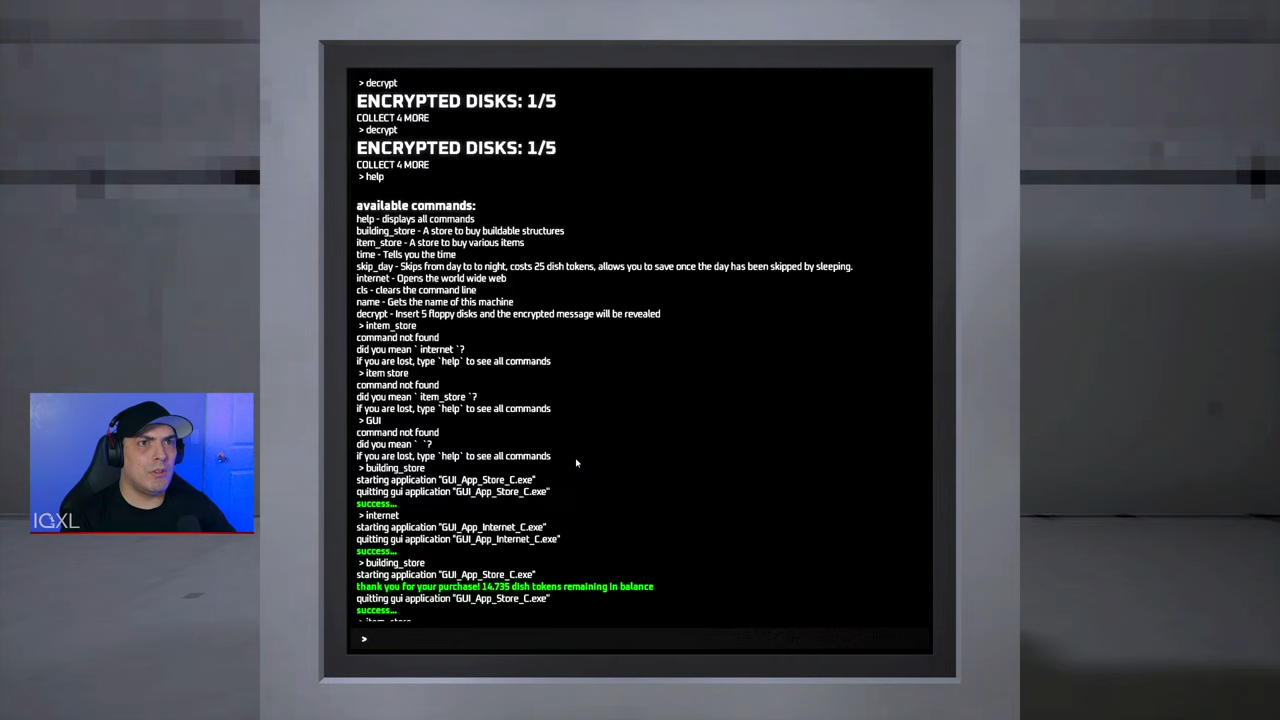 > decrypt
ENCRYPTED DISKS: 1/5
COLLECT 4 MORE
> decrypt
ENCRYPTED DISKS: 1/5
COLLECT 4 MORE
> help
available commands:
help - displays all commands
building_store - A store to buy buildable structures
item_store - A store to buy various items
time - Tells you the time
skip_day - Skips from day to to night, costs 25 dish tokens, allows you to save once the day has been skipped by sleeping.
internet - Opens the world wide web
cls - clears the command line
name - Gets the name of this machine
decrypt - Insert 5 floppy disks and the encrypted message will be revealed
> intem_store
command not found
did you mean ` internet `?
if you are lost, type `help` to see all commands
> item store
command not found
did you mean ` item_store `?
if you are lost, type `help` to see all commands
> GUI
command not found
did you mean ` `?
if you are lost, type `help` to see all commands
> building_store
starting application "GUI_App_Store_C.exe"
quitting gui application "GUI_App_Store_C.exe"
success...
> internet
starting application "GUI_App_Internet_C.exe"
quitting gui application "GUI_App_Internet_C.exe"
success...
> building_store
starting application "GUI_App_Store_C.exe"
thank you for your purchase! 14.735 dish tokens remaining in balance
quitting gui application "GUI_App_Store_C.exe"
success...
> item_store
>
IGXL